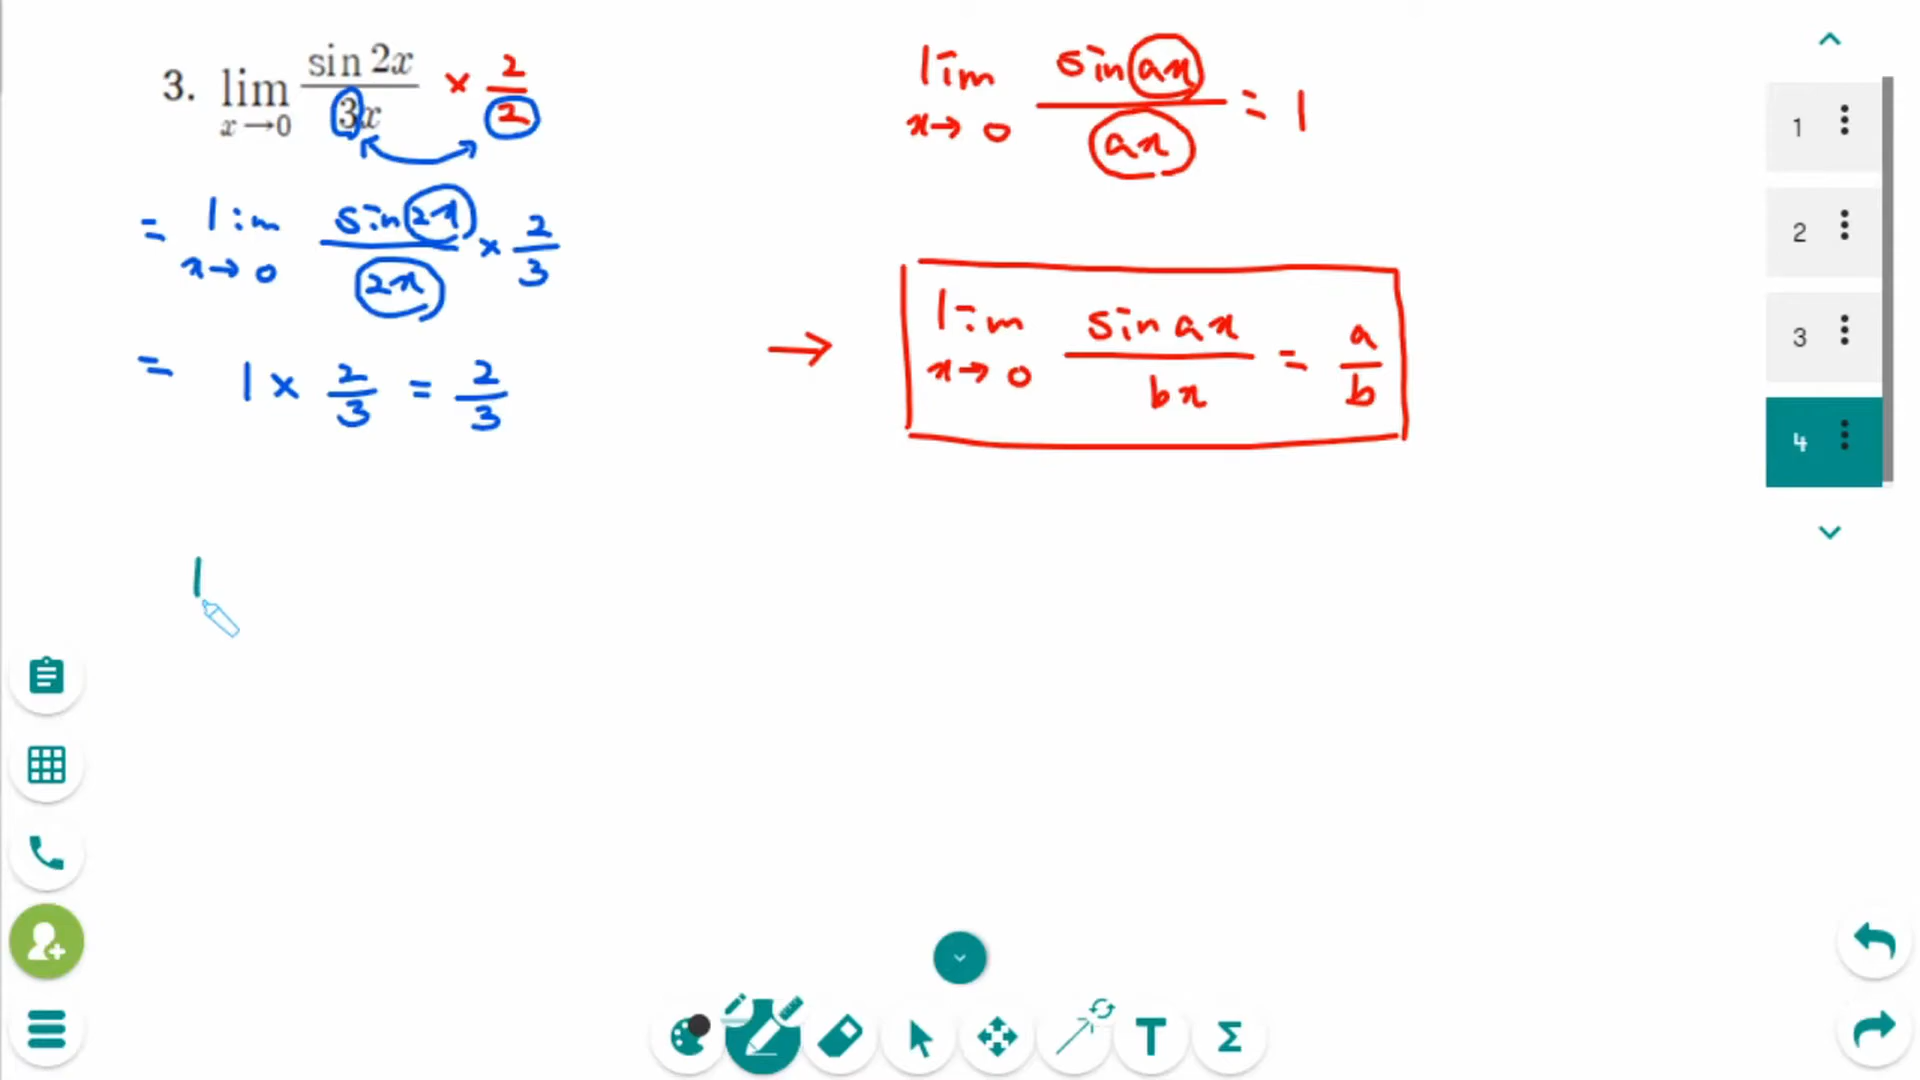 3. lim x→0 sin 2x / 3x × 2/2
= lim x→0 sin 2x / 2x × 2/3
= 1 × 2/3 = 2/3
lim x→0 sin ax / ax = 1
→ lim x→0 sin ax / bx = a/b
1
2
3
4
T
Σ